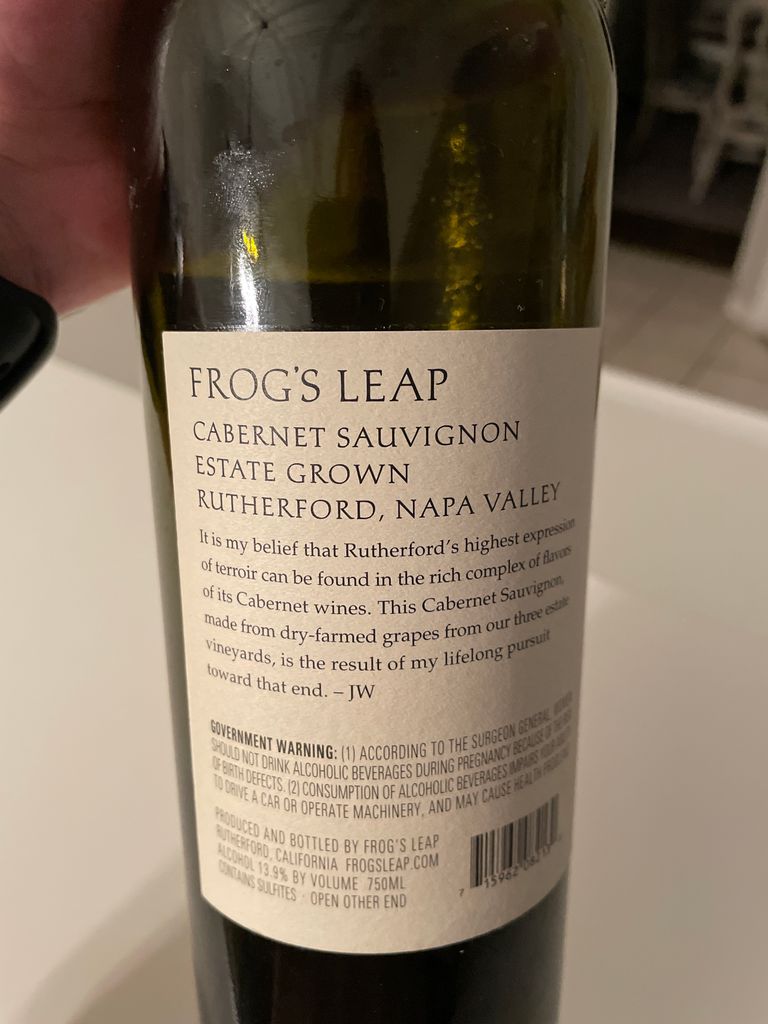 FROG'S LEAP
CABERNET SAUVIGNON
ESTATE GROWN
RUTHERFORD, NAPA VALLEY
It is my belief that Rutherford's highest expression
of terroir can be found in the rich complex of flavors
of its Cabernet wines. This Cabernet Sauvignon,
made from dry-farmed grapes from our three estate
vineyards, is the result of my lifelong pursuit
toward that end. – JW
GOVERNMENT WARNING: (1) ACCORDING TO THE SURGEON GENERAL, WOMEN
SHOULD NOT DRINK ALCOHOLIC BEVERAGES DURING PREGNANCY BECAUSE OF THE RISK
OF BIRTH DEFECTS. (2) CONSUMPTION OF ALCOHOLIC BEVERAGES IMPAIRS YOUR ABILITY
TO DRIVE A CAR OR OPERATE MACHINERY, AND MAY CAUSE HEALTH PROBLEMS.
PRODUCED AND BOTTLED BY FROG'S LEAP
RUTHERFORD, CALIFORNIA FROGSLEAP.COM
ALCOHOL 13.9% BY VOLUME 750ML
CONTAINS SULFITES · OPEN OTHER END
7 15962